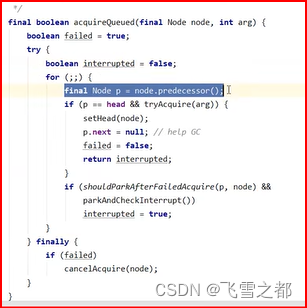 */
final boolean acquireQueued(final Node node, int arg) {
    boolean failed = true;
    try {
        boolean interrupted = false;
        for (;;) {
            final Node p = node.predecessor();
            if (p == head && tryAcquire(arg)) {
                setHead(node);
                p.next = null; // help GC
                failed = false;
                return interrupted;
            }
            if (shouldParkAfterFailedAcquire(p, node) &&
                parkAndCheckInterrupt())
                interrupted = true;
        }
    } finally {
        if (failed)
            cancelAcquire(node);
    }
}
CSDN @飞雪之都